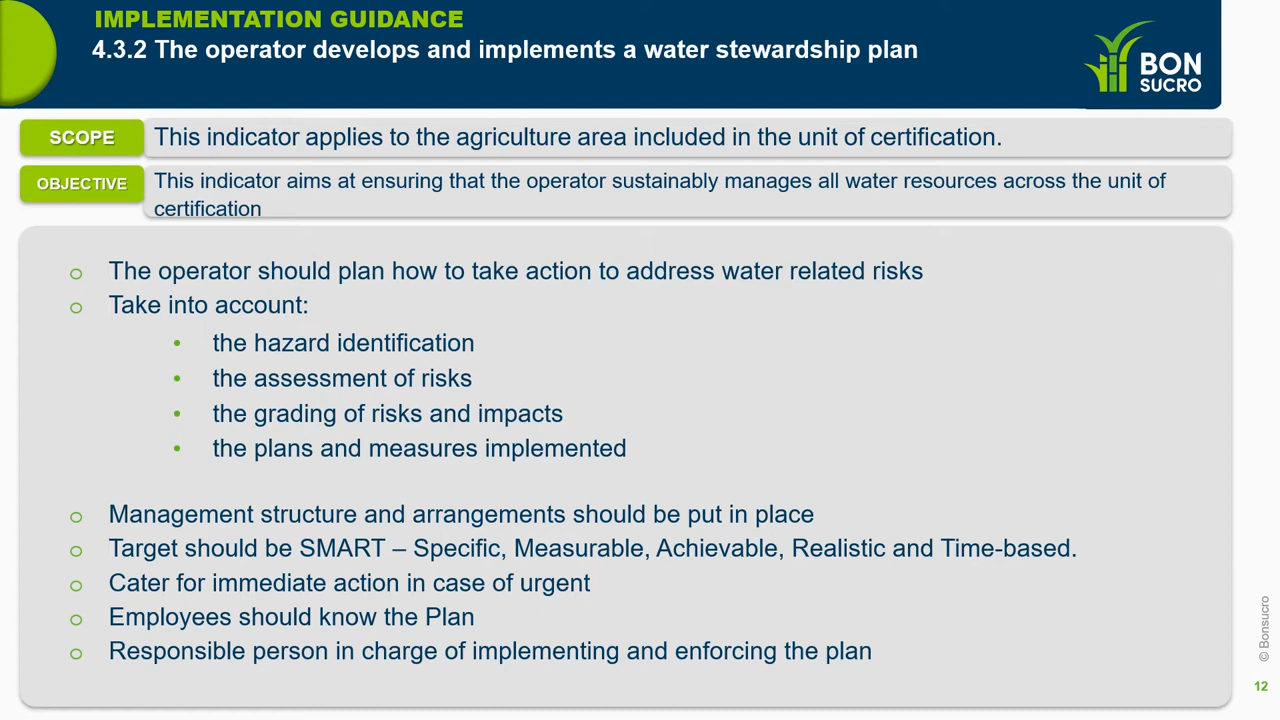 IMPLEMENTATION GUIDANCE
4.3.2 The operator develops and implements a water stewardship plan
BON
SUCRO
SCOPE
This indicator applies to the agriculture area included in the unit of certification.
OBJECTIVE
This indicator aims at ensuring that the operator sustainably manages all water resources across the unit of
certification
The operator should plan how to take action to address water related risks
Take into account:
the hazard identification
the assessment of risks
the grading of risks and impacts
the plans and measures implemented
Management structure and arrangements should be put in place
Target should be SMART – Specific, Measurable, Achievable, Realistic and Time-based.
Cater for immediate action in case of urgent
Employees should know the Plan
Responsible person in charge of implementing and enforcing the plan
© Bonsucro
12